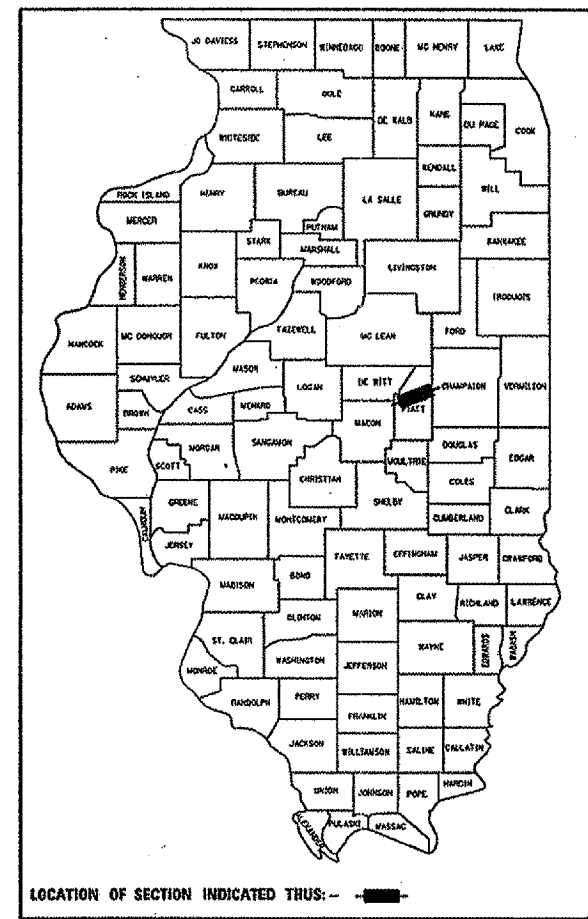 JO DAVIESS STEPHENSON WINNEBAGO BOONE MC HENRY LAKE
CARROLL OGLE DE KALB KANE DU PAGE COOK
WHITESIDE LEE KENDALL WILL
ROCK ISLAND HENRY BUREAU LA SALLE GRUNDY
MERCER PUTNAM KANKAKEE
HENDERSON WARREN KNOX STARK MARSHALL LIVINGSTON
PEORIA WOODFORD IROQUOIS
HANCOCK MC DONOUGH FULTON TAZEWELL MC LEAN FORD
SCHUYLER MASON LOGAN DE WITT CHAMPAIGN VERMILION
ADAMS BROWN CASS MENARD MACON PIATT
PIKE SCOTT MORGAN SANGAMON CHRISTIAN MOULTRIE DOUGLAS EDGAR
COLES
GREENE MACOUPIN MONTGOMERY SHELBY CUMBERLAND CLARK
CALHOUN JERSEY FAYETTE EFFINGHAM JASPER CRAWFORD
MADISON BOND CLAY RICHLAND LAWRENCE
CLINTON MARION
ST. CLAIR WASHINGTON JEFFERSON WAYNE EDWARDS WABASH
MONROE
RANDOLPH PERRY FRANKLIN HAMILTON WHITE
JACKSON WILLIAMSON SALINE GALLATIN
UNION JOHNSON POPE HARDIN
ALEXANDER PULASKI MASSAC
LOCATION OF SECTION INDICATED THUS: -